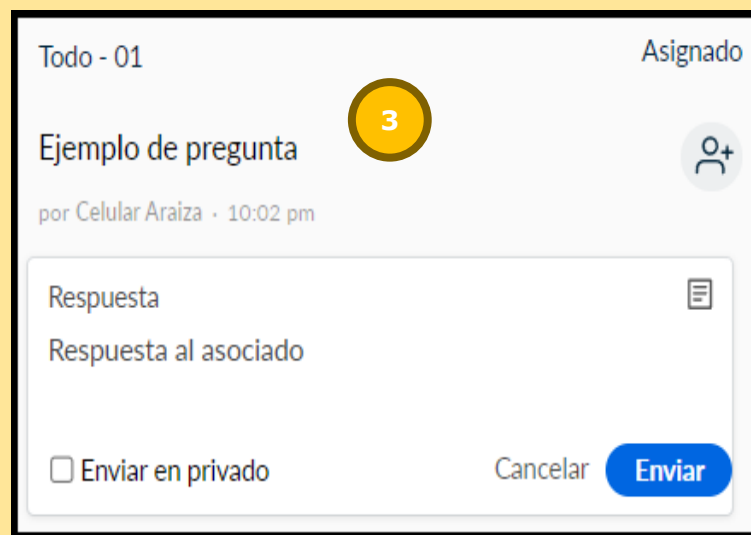 Todo - 01
Asignado
3
Ejemplo de pregunta
por Celular Araiza · 10:02 pm
Respuesta
Respuesta al asociado
Enviar en privado
Cancelar
Enviar